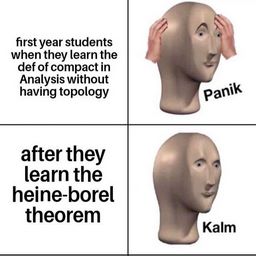 first year students
when they learn the
def of compact in
Analysis without
having topology
Panik
after they
learn the
heine-borel
theorem
Kalm